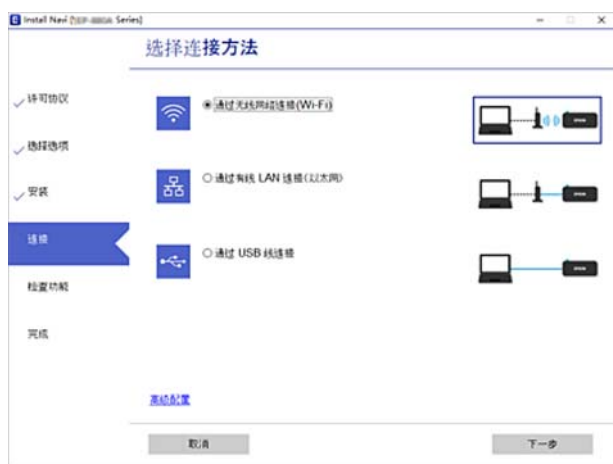 Install Navi [ Series]
选择连接方法
许可协议
选择选项
安装
连接
检查功能
完成
通过无线网络连接(Wi-Fi)
通过有线 LAN 连接(以太网)
通过 USB 线连接
高级配置
取消
下一步